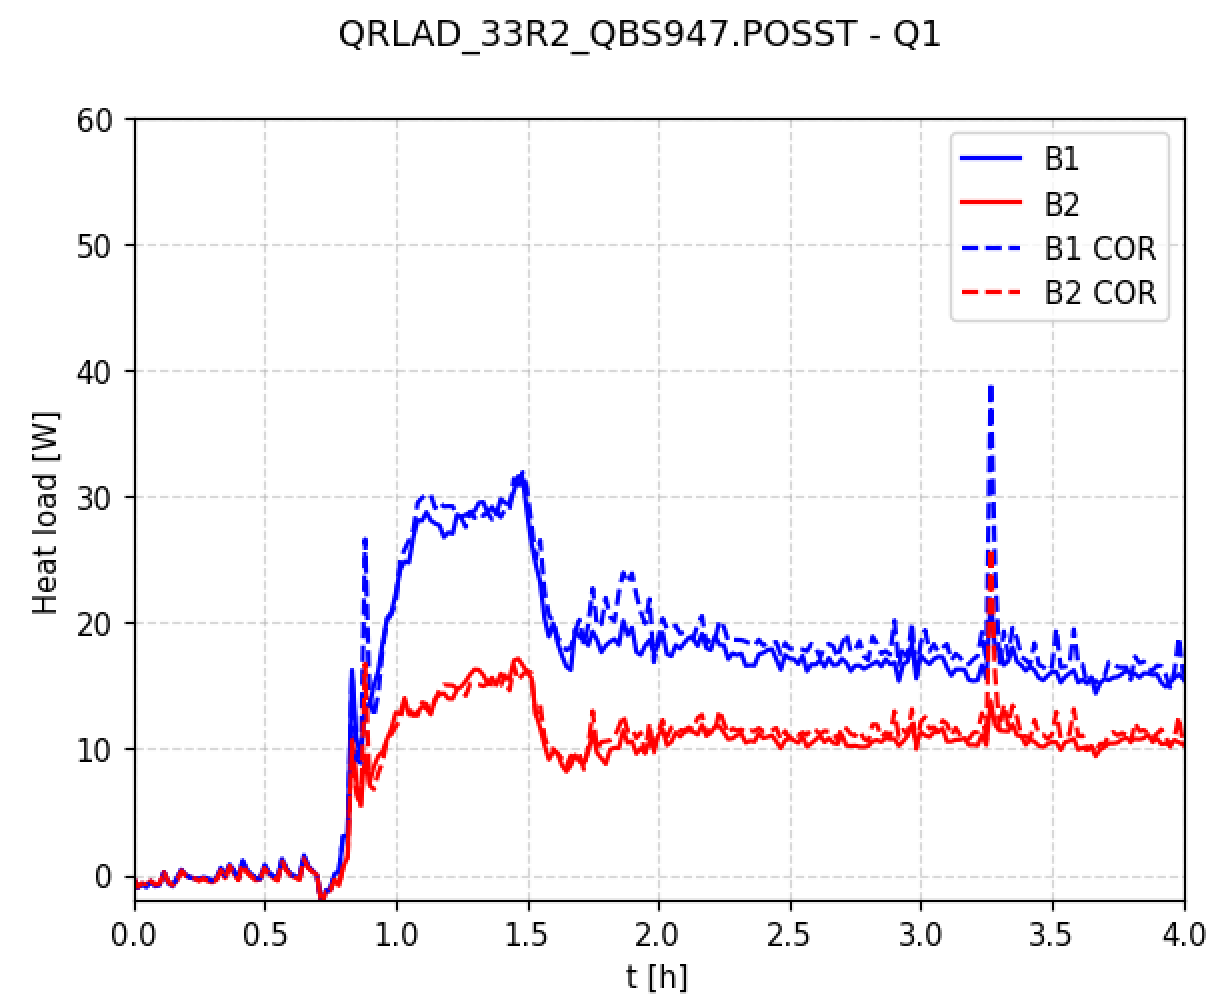 QRLAD_33R2_QBS947.POSST - Q1
60
50
40
30
20
10
0
Heat load [W]
B1
B2
B1 COR
B2 COR
0.0 0.5 1.0 1.5 2.0 2.5 3.0 3.5 4.0
t [h]